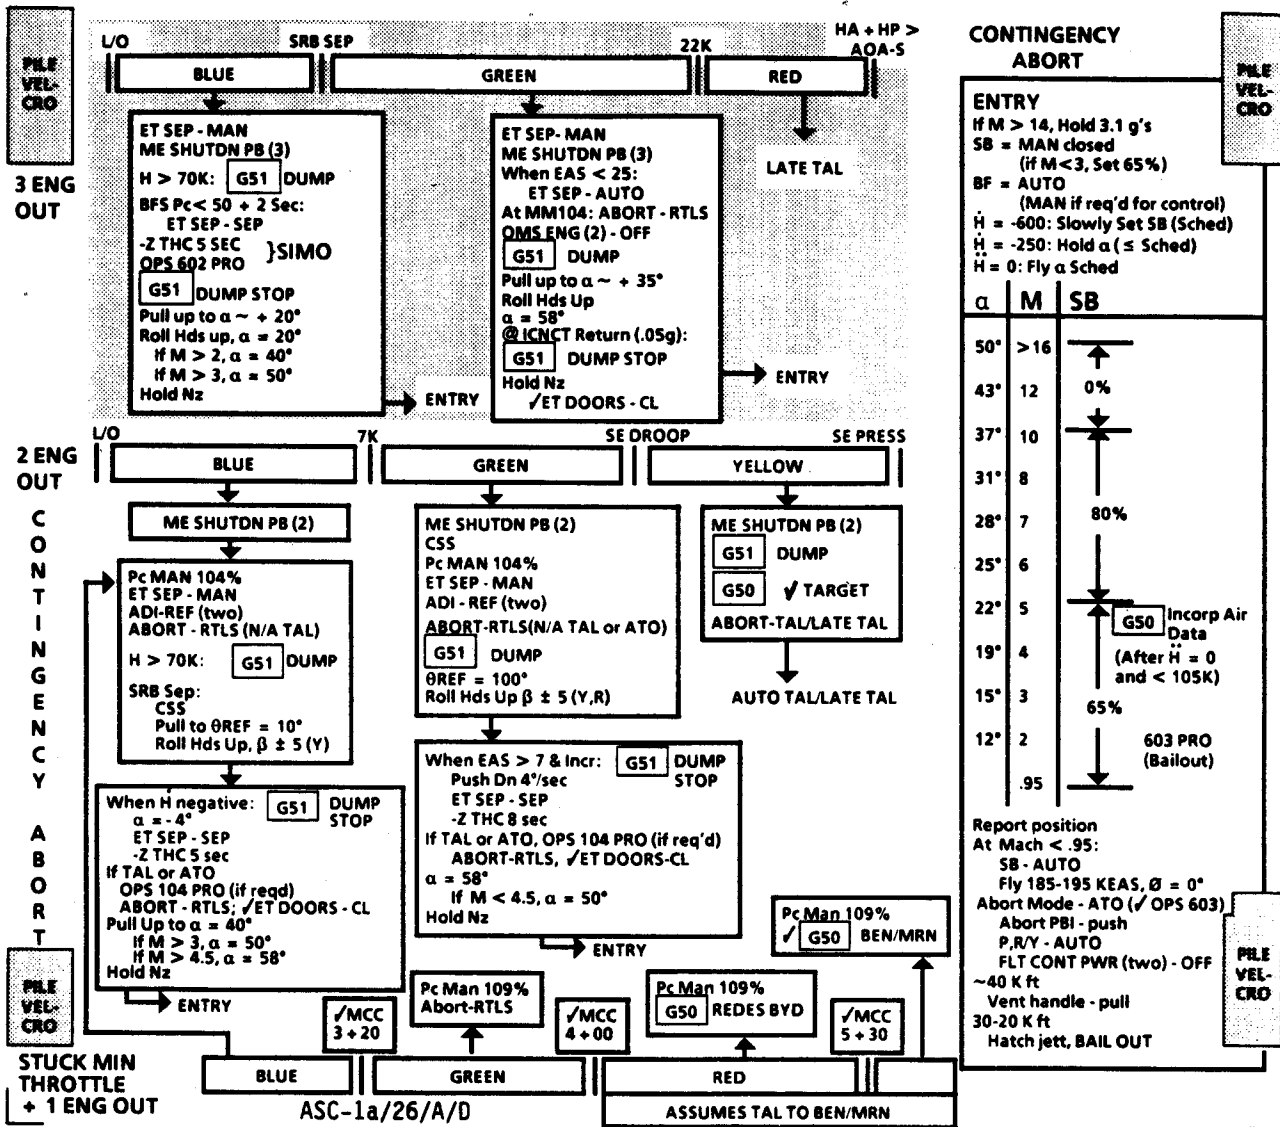 PILE
VEL-
CRO
3 ENG
OUT
L/O
SRB SEP
22K
HA + HP >
AOA-S
BLUE
GREEN
RED
ET SEP - MAN
ME SHUTDN PB (3)
H > 70K: G51 DUMP
BFS Pc < 50 + 2 Sec:
ET SEP - SEP
-Z THC 5 SEC
OPS 602 PRO
}SIMO
G51 DUMP STOP
Pull up to α ~ + 20°
Roll Hds up, α = 20°
If M > 2, α = 40°
If M > 3, α = 50°
Hold Nz
ENTRY
ET SEP- MAN
ME SHUTDN PB (3)
When EAS < 25:
ET SEP - AUTO
At MM104: ABORT - RTLS
OMS ENG (2) - OFF
G51 DUMP
Pull up to α ~ + 35°
Roll Hds Up
α = 58°
@ ICNCT Return (.05g):
G51 DUMP STOP
Hold Nz
✓ET DOORS - CL
ENTRY
LATE TAL
2 ENG
OUT
L/O
7K
SE DROOP
SE PRESS
BLUE
GREEN
YELLOW
CONTINGENCY ABORT
ME SHUTDN PB (2)
Pc MAN 104%
ET SEP - MAN
ADI-REF (two)
ABORT - RTLS (N/A TAL)
H > 70K: G51 DUMP
SRB Sep:
CSS
Pull to θREF = 10°
Roll Hds Up, β ± 5 (Y)
When Ḣ negative: G51 DUMP
STOP
α = - 4°
ET SEP - SEP
-Z THC 5 sec
If TAL or ATO
OPS 104 PRO (if reqd)
ABORT - RTLS; ✓ET DOORS - CL
Pull Up to α = 40°
If M > 3, α = 50°
If M > 4.5, α = 58°
Hold Nz
ENTRY
ME SHUTDN PB (2)
CSS
Pc MAN 104%
ET SEP - MAN
ADI - REF (two)
ABORT-RTLS(N/A TAL or ATO)
G51 DUMP
θREF = 100°
Roll Hds Up β ± 5 (Y,R)
When EAS > 7 & Incr: G51 DUMP
STOP
Push Dn 4°/sec
ET SEP - SEP
-Z THC 8 sec
If TAL or ATO, OPS 104 PRO (if req'd)
ABORT-RTLS, ✓ET DOORS-CL
α = 58°
If M < 4.5, α = 50°
Hold Nz
ENTRY
ME SHUTDN PB (2)
G51 DUMP
G50 ✓ TARGET
ABORT-TAL/LATE TAL
AUTO TAL/LATE TAL
PILE
VEL-
CRO
STUCK MIN
THROTTLE
+ 1 ENG OUT
✓MCC
3 + 20
Pc Man 109%
Abort-RTLS
✓MCC
4 + 00
Pc Man 109%
G50 REDES BYD
✓MCC
5 + 30
Pc Man 109%
✓ G50 BEN/MRN
BLUE
GREEN
RED
ASSUMES TAL TO BEN/MRN
ASC-1a/26/A/D
CONTINGENCY
ABORT
PILE
VEL-
CRO
ENTRY
If M > 14, Hold 3.1 g's
SB = MAN closed
(if M<3, Set 65%)
BF = AUTO
(MAN if req'd for control)
Ḣ = -600: Slowly Set SB (Sched)
Ḣ = -250: Hold α (≤ Sched)
Ḧ = 0: Fly α Sched
α M SB
50° >16
43° 12 0%
37° 10
31° 8
28° 7 80%
25° 6
22° 5
G50 Incorp Air
Data
(After Ḧ = 0
and < 105K)
19° 4
15° 3 65%
12° 2
603 PRO
(Bailout)
.95
Report position
At Mach < .95:
SB - AUTO
Fly 185-195 KEAS, Ø = 0°
Abort Mode - ATO (✓ OPS 603)
Abort PBI - push
P,R/Y - AUTO
FLT CONT PWR (two) - OFF
~40 K ft
Vent handle - pull
30-20 K ft
Hatch jett, BAIL OUT
PILE
VEL-
CRO